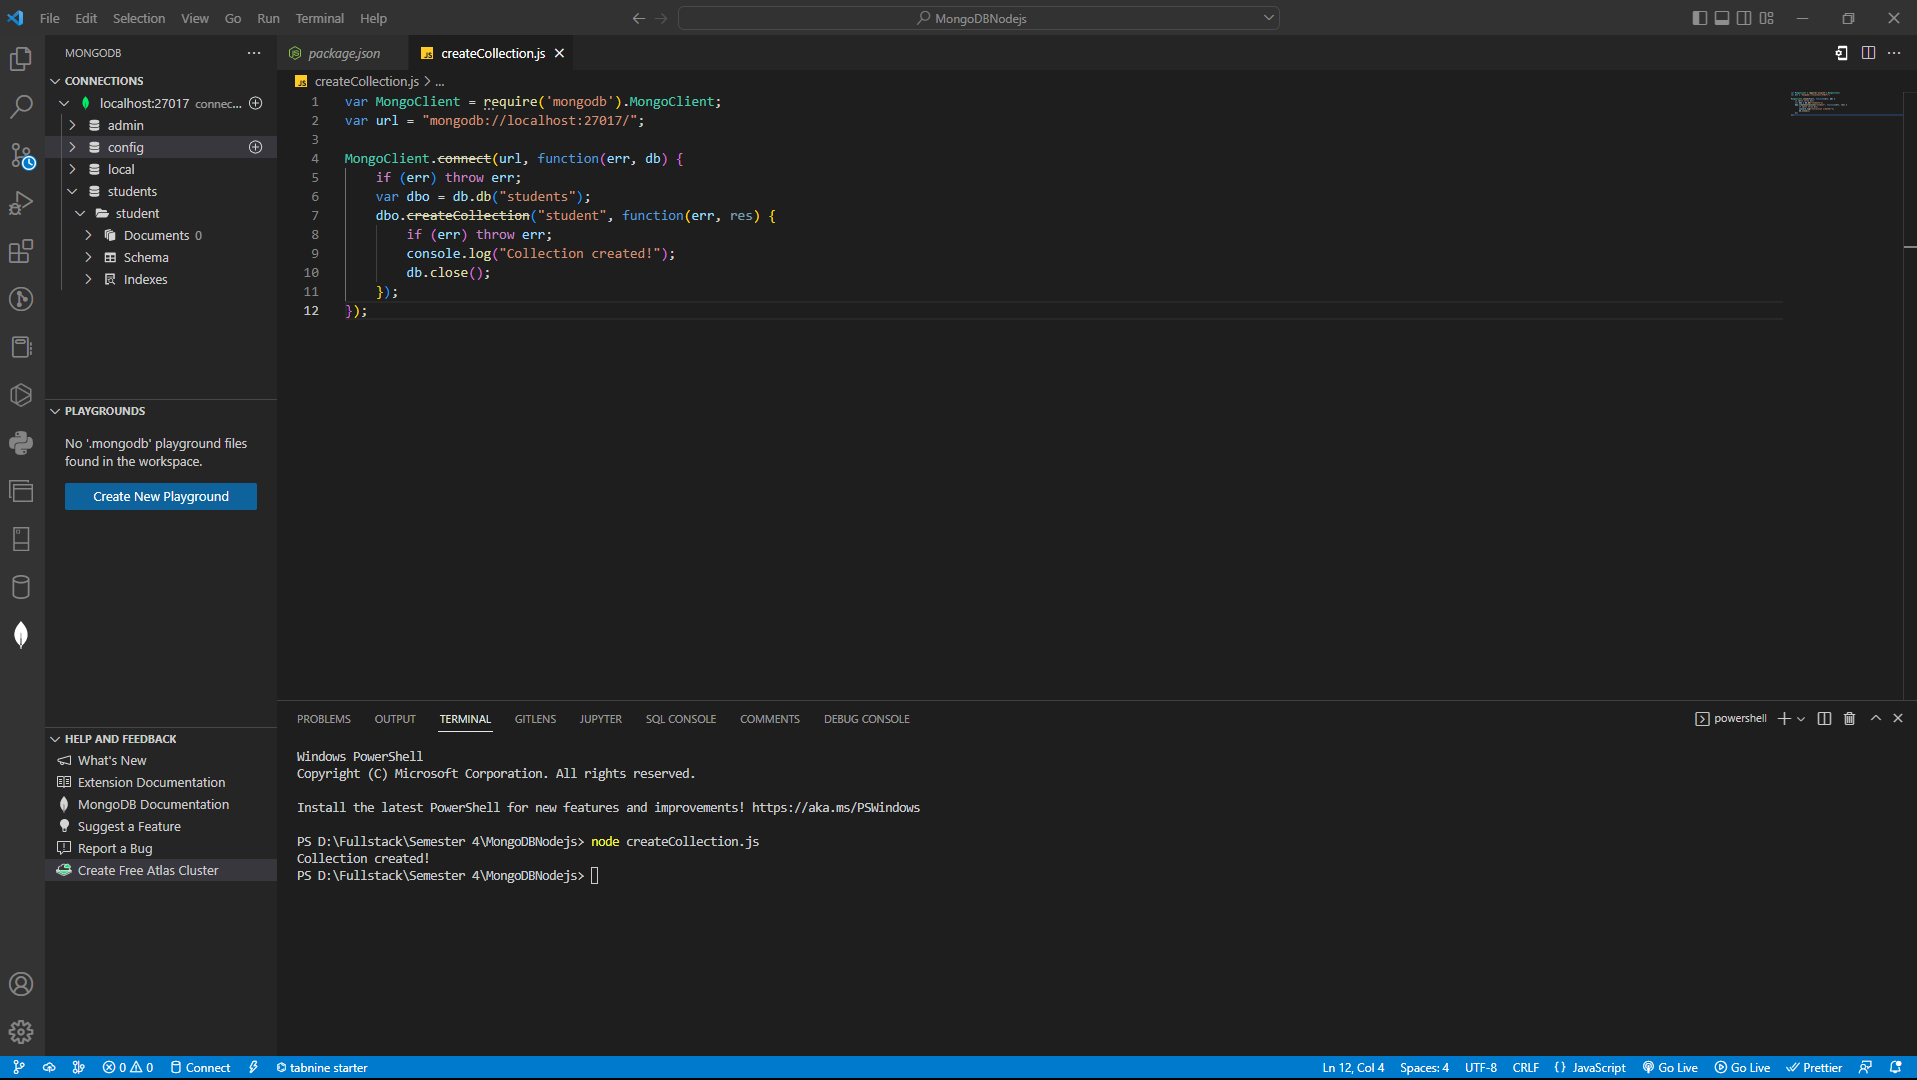 File Edit Selection View Go Run Terminal Help
MongoDBNodejs
MONGODB
CONNECTIONS
localhost:27017 connec...
admin
config
local
students
student
Documents 0
Schema
Indexes
PLAYGROUNDS
No '.mongodb' playground files
found in the workspace.
Create New Playground
HELP AND FEEDBACK
What's New
Extension Documentation
MongoDB Documentation
Suggest a Feature
Report a Bug
Create Free Atlas Cluster
package.json
JS createCollection.js
JS createCollection.js > ...
1 var MongoClient = require('mongodb').MongoClient;
2 var url = "mongodb://localhost:27017/";
3
4 MongoClient.connect(url, function(err, db) {
5 if (err) throw err;
6 var dbo = db.db("students");
7 dbo.createCollection("student", function(err, res) {
8 if (err) throw err;
9 console.log("Collection created!");
10 db.close();
11 });
12 });
PROBLEMS OUTPUT TERMINAL GITLENS JUPYTER SQL CONSOLE COMMENTS DEBUG CONSOLE
powershell
Windows PowerShell
Copyright (C) Microsoft Corporation. All rights reserved.
Install the latest PowerShell for new features and improvements! https://aka.ms/PSWindows
PS D:\Fullstack\Semester 4\MongoDBNodejs> node createCollection.js
Collection created!
PS D:\Fullstack\Semester 4\MongoDBNodejs>
0 0 Connect tabnine starter
Ln 12, Col 4 Spaces: 4 UTF-8 CRLF {} JavaScript Go Live Go Live Prettier